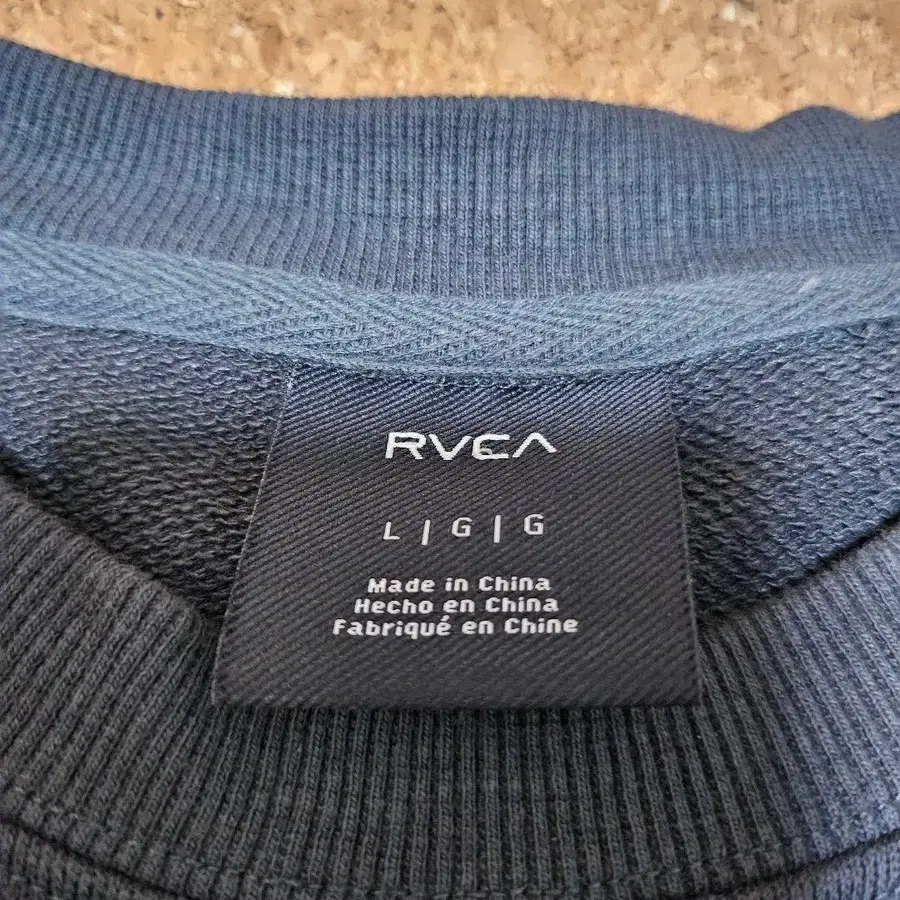 RVCA
L | G | G
Made in China
Hecho en China
Fabriqué en Chine